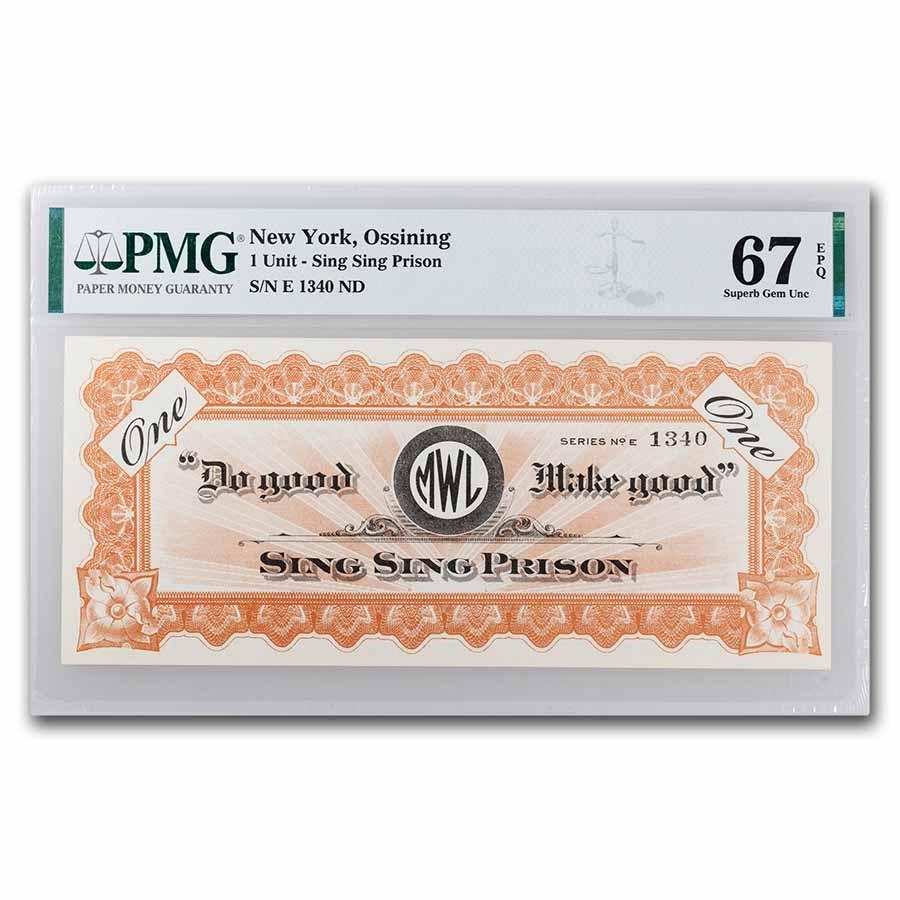 PMG®
PAPER MONEY GUARANTY
New York, Ossining
1 Unit - Sing Sing Prison
S/N E 1340 ND
67 EPQ
Superb Gem Unc
One
One
SERIES No E 1340
"Do good
MWL
Make good"
SING SING PRISON